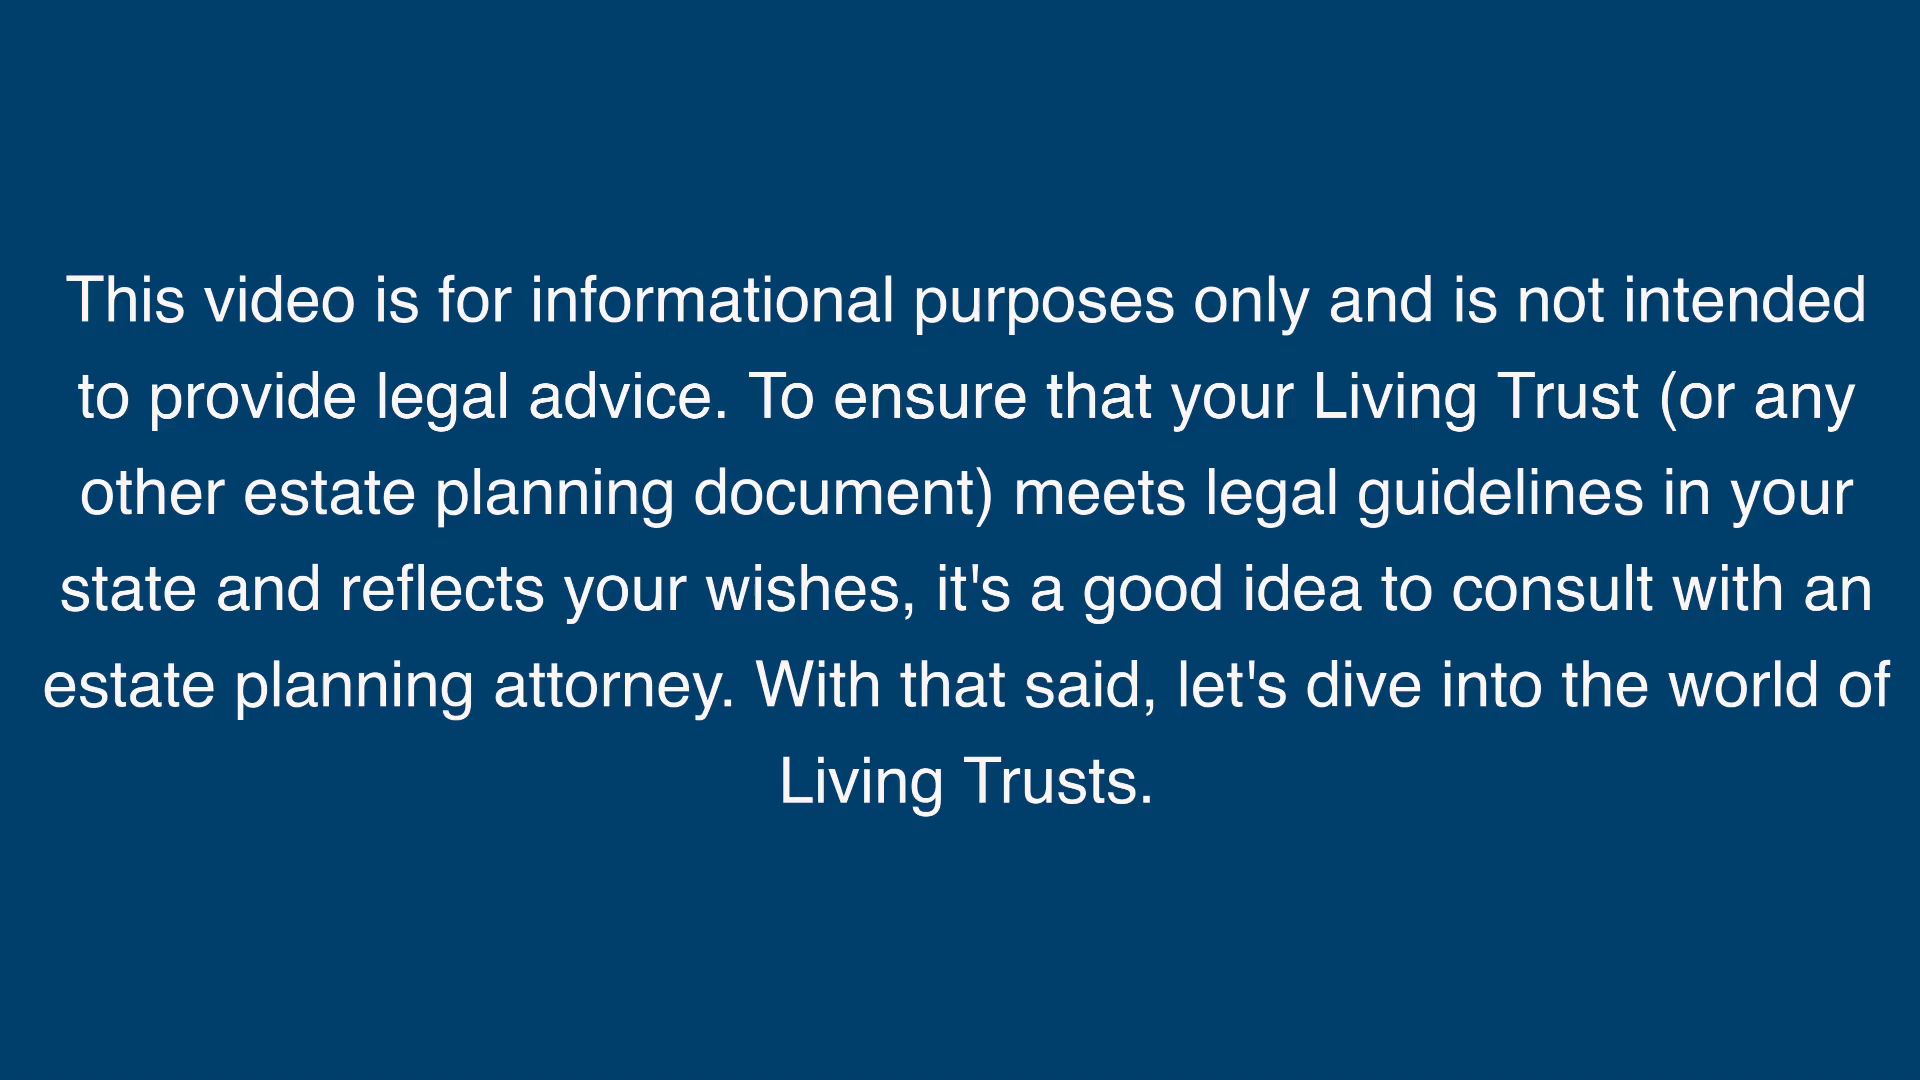 This video is for informational purposes only and is not intended
to provide legal advice. To ensure that your Living Trust (or any
other estate planning document) meets legal guidelines in your
state and reflects your wishes, it's a good idea to consult with an
estate planning attorney. With that said, let's dive into the world of
Living Trusts.